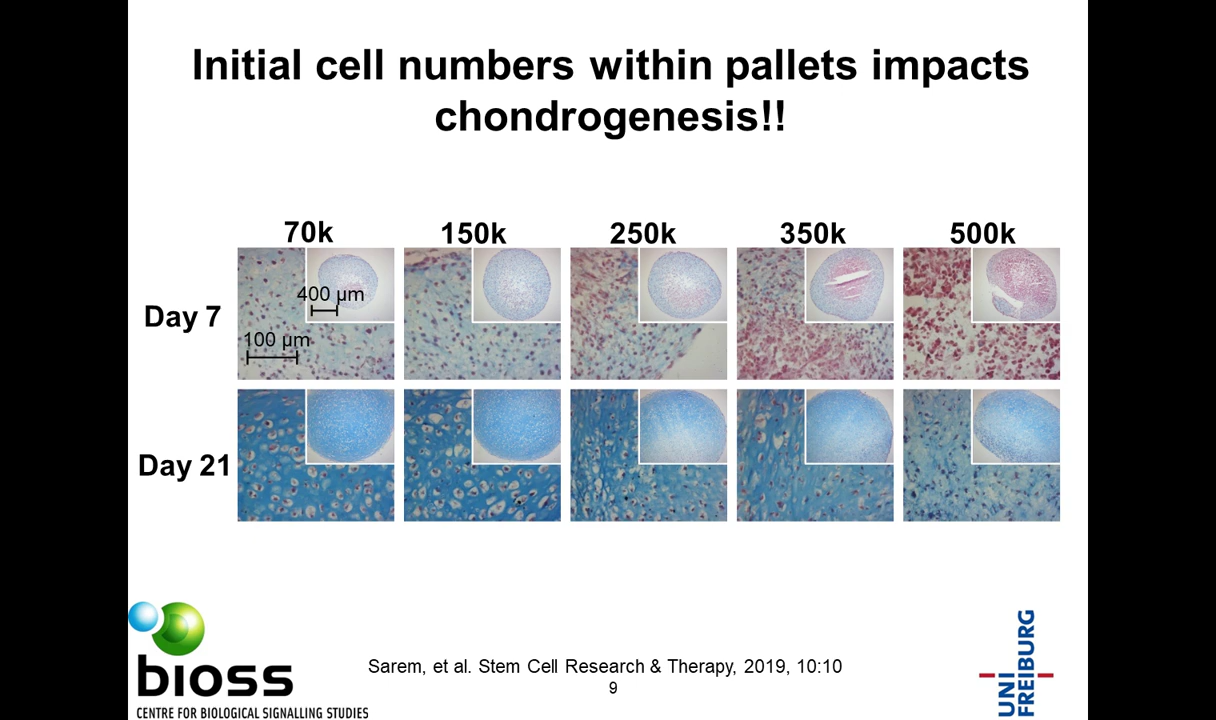 Initial cell numbers within pallets impacts
chondrogenesis!!
70k
150k
250k
350k
500k
Day 7
400 µm
100 µm
Day 21
bioss
CENTRE FOR BIOLOGICAL SIGNALLING STUDIES
Sarem, et al. Stem Cell Research & Therapy, 2019, 10:10
9
UNI
FREIBURG